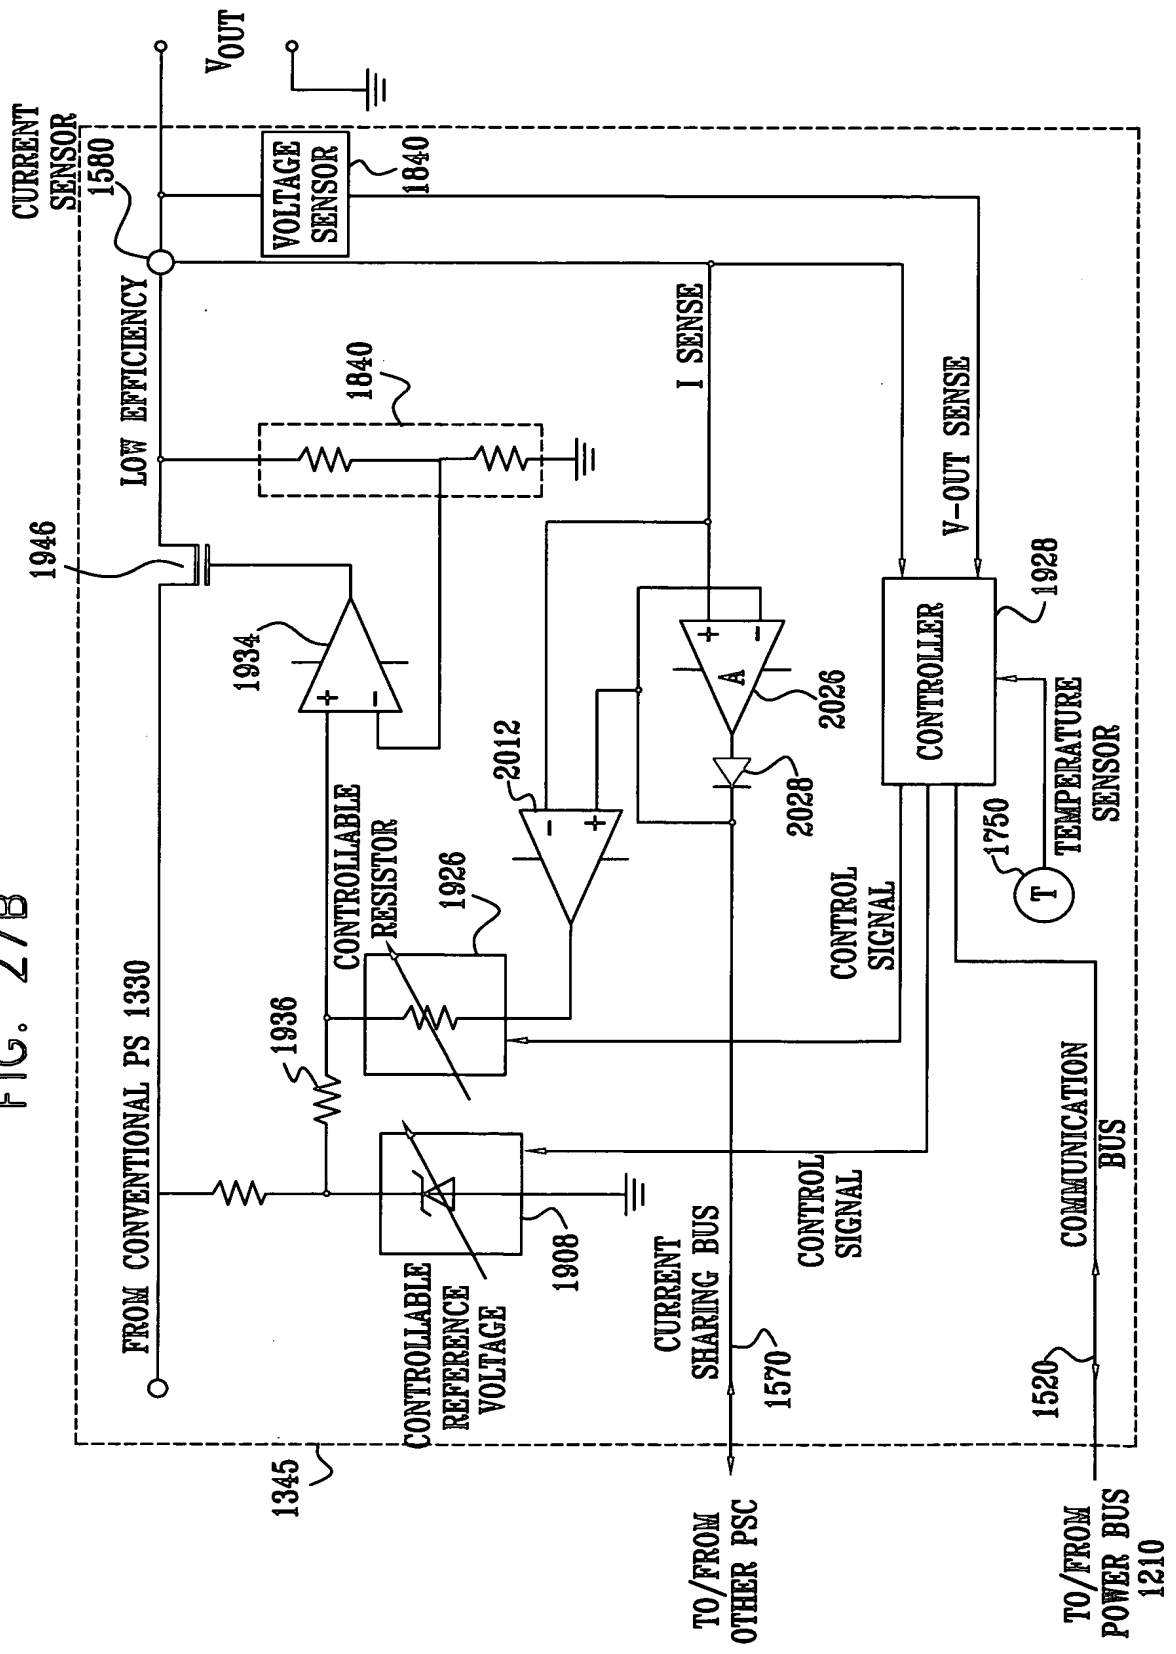 FIG. 27B
FROM CONVENTIONAL PS 1330
1946
LOW EFFICIENCY
CURRENT
SENSOR
1580
VOUT
1345
1936
1934
+
-
1840
VOLTAGE
SENSOR
1840
CONTROLLABLE
RESISTOR
1926
CONTROLLABLE
REFERENCE
VOLTAGE
1908
2012
-
+
I SENSE
CURRENT
SHARING BUS
1570
TO/FROM
OTHER PSC
+
-
A
2026
2028
CONTROL
SIGNAL
CONTROL
SIGNAL
CONTROLLER
1928
V-OUT SENSE
1750
T
TEMPERATURE
SENSOR
COMMUNICATION
BUS
1520
TO/FROM
POWER BUS
1210